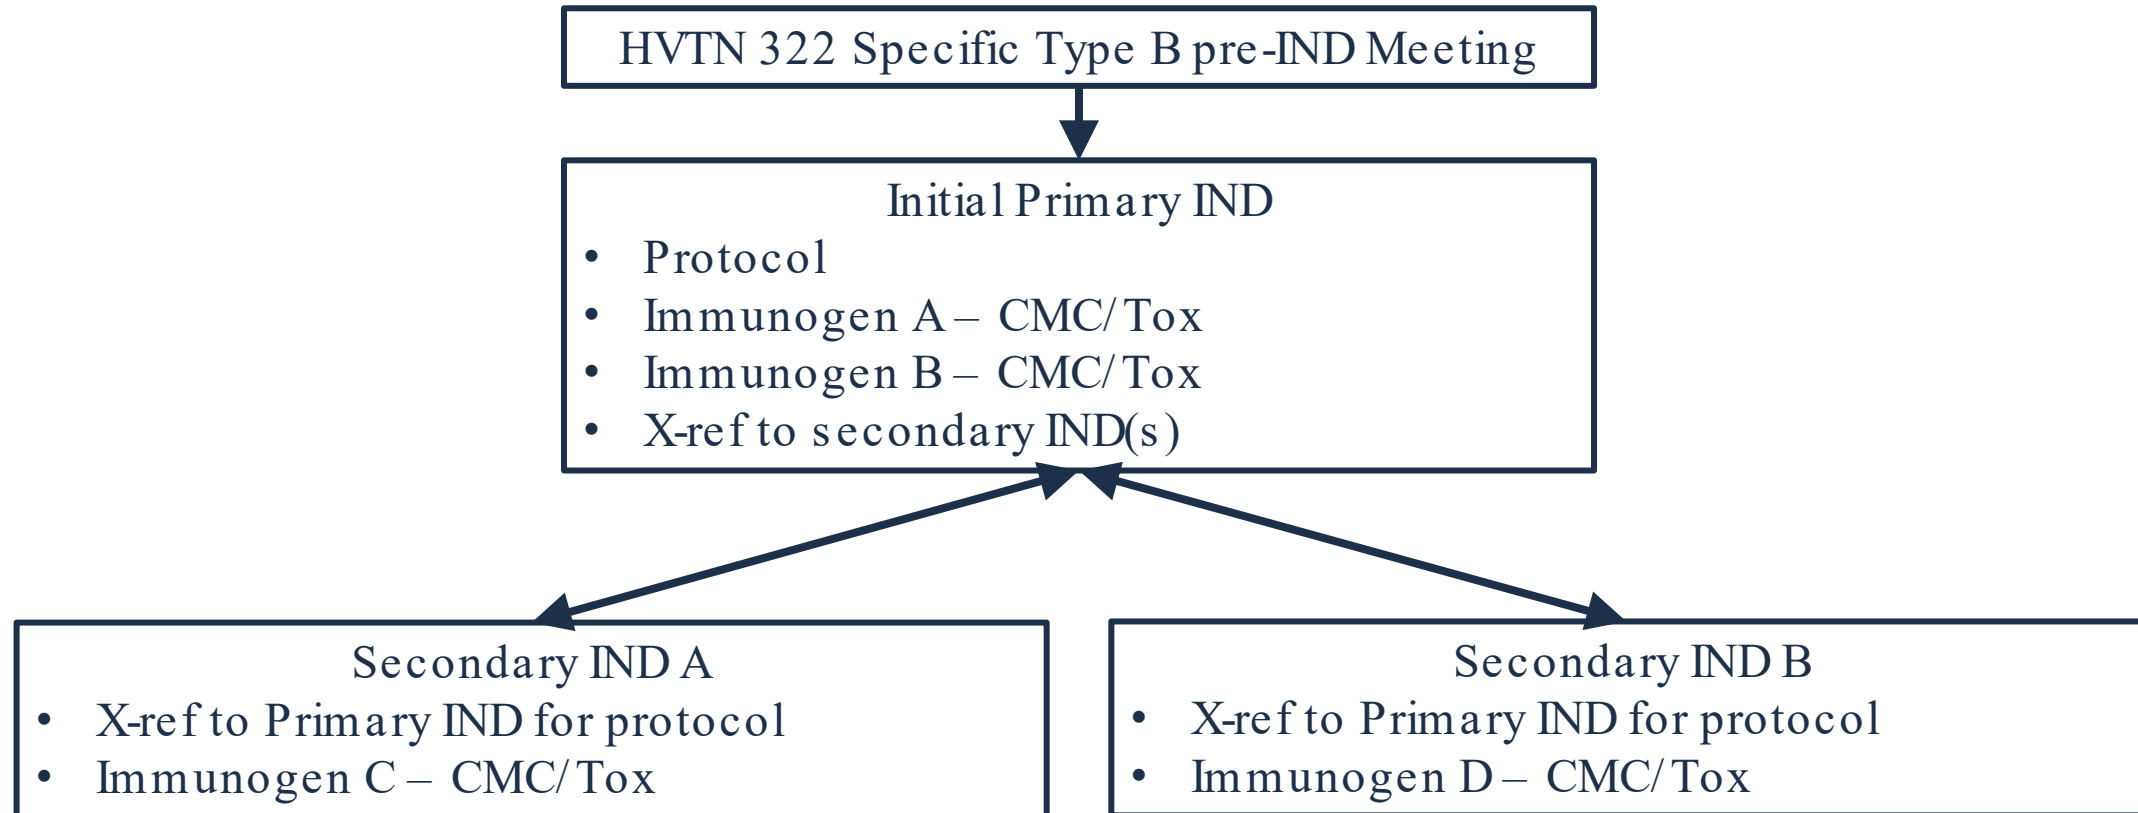 HVTN 322 Specific Type B pre-IND Meeting
Initial Primary IND
• Protocol
• Immunogen A – CMC/Tox
• Immunogen B – CMC/Tox
• X-ref to secondary IND(s)
Secondary IND A
• X-ref to Primary IND for protocol
• Immunogen C – CMC/Tox
Secondary IND B
• X-ref to Primary IND for protocol
• Immunogen D – CMC/Tox